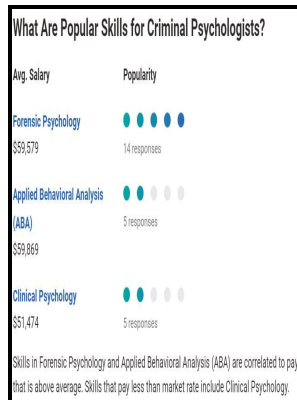 What Are Popular Skills for Criminal Psychologists?
Avg. Salary Popularity
Forensic Psychology
$59,579 14 responses
Applied Behavioral Analysis
(ABA) 5 responses
$59,869
Clinical Psychology
$51,474 5 responses
Skills in Forensic Psychology and Applied Behavioral Analysis (ABA) are correlated to pay
that is above average. Skills that pay less than market rate include Clinical Psychology.